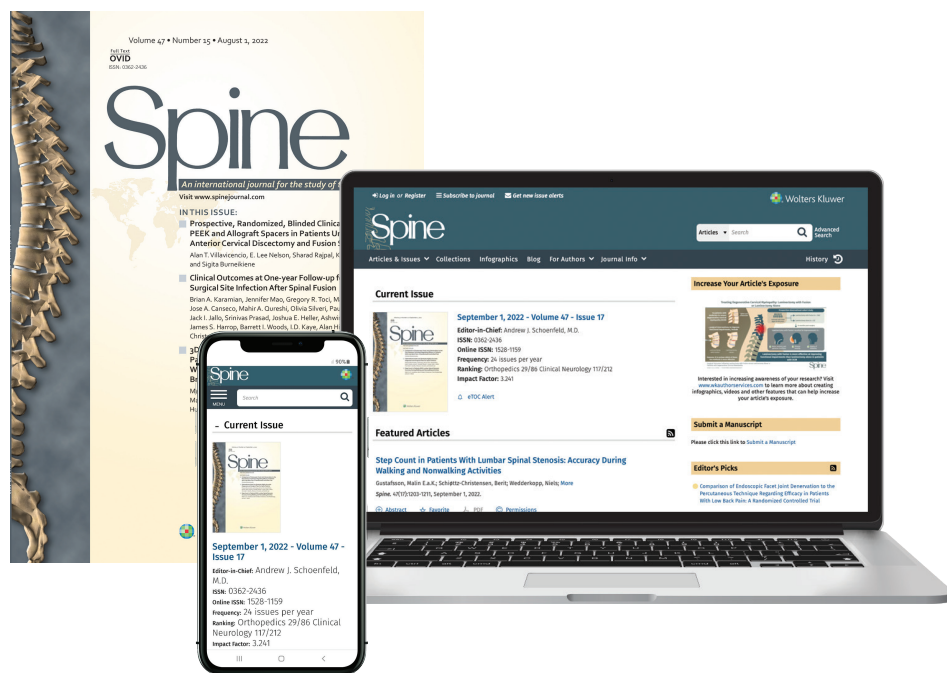 Volume 47 • Number 15 • August 1, 2022
Full Text
OVID
ISSN: 0362-2436
Spine
An international journal for the study of
Visit www.spinejournal.com
IN THIS ISSUE:
Prospective, Randomized, Blinded Clinica
PEEK and Allograft Spacers in Patients Un
Anterior Cervical Discectomy and Fusion
Alan T. Villavicencio, E. Lee Nelson, Sharad Rajpal, K
and Sigita Burneikiene
Clinical Outcomes at One-year Follow-up f
Surgical Site Infection After Spinal Fusion
Brian A. Karamian, Jennifer Mao, Gregory R. Toci, M
Jose A. Canseco, Mahir A. Qureshi, Olivia Silveri, Pau
Jack I. Jallo, Srinivas Prasad, Joshua E. Heller, Ashwi
James S. Harrop, Barrett I. Woods, I.D. Kaye, Alan Hi
Christ
3D
Log in or Register Subscribe to journal Get new issue alerts
Wolters Kluwer
Spine
Articles Search
Advanced
Search
Articles & Issues Collections Infographics Blog For Authors Journal Info
History
Current Issue
Spine
September 1, 2022 - Volume 47 - Issue 17
Editor-in-Chief: Andrew J. Schoenfeld, M.D.
ISSN: 0362-2436
Online ISSN: 1528-1159
Frequency: 24 issues per year
Ranking: Orthopedics 29/86 Clinical Neurology 117/212
Impact Factor: 3.241
eTOC Alert
Featured Articles
Step Count in Patients With Lumbar Spinal Stenosis: Accuracy During
Walking and Nonwalking Activities
Gustafsson, Malin E.a.K.; Schiøttz-Christensen, Berit; Wedderkopp, Niels; More
Spine. 47(17):1203-1211, September 1, 2022.
Abstract Favorite PDF Permissions
Increase Your Article's Exposure
Spine
Interested in increasing awareness of your research? Visit
www.wkauthorservices.com to learn more about creating
infographics, videos and other features that can help increase
your article's exposure.
Submit a Manuscript
Please click this link to Submit a Manuscript
Editor's Picks
Comparison of Endoscopic Facet Joint Denervation to the
Percutaneous Technique Regarding Efficacy in Patients
With Low Back Pain: A Randomized Controlled Trial
90%
Spine
MENU
Search
- Current Issue
Spine
September 1, 2022 - Volume 47 -
Issue 17
Editor-in-Chief: Andrew J. Schoenfeld,
M.D.
ISSN: 0362-2436
Online ISSN: 1528-1159
Frequency: 24 issues per year
Ranking: Orthopedics 29/86 Clinical
Neurology 117/212
Impact Factor: 3.241